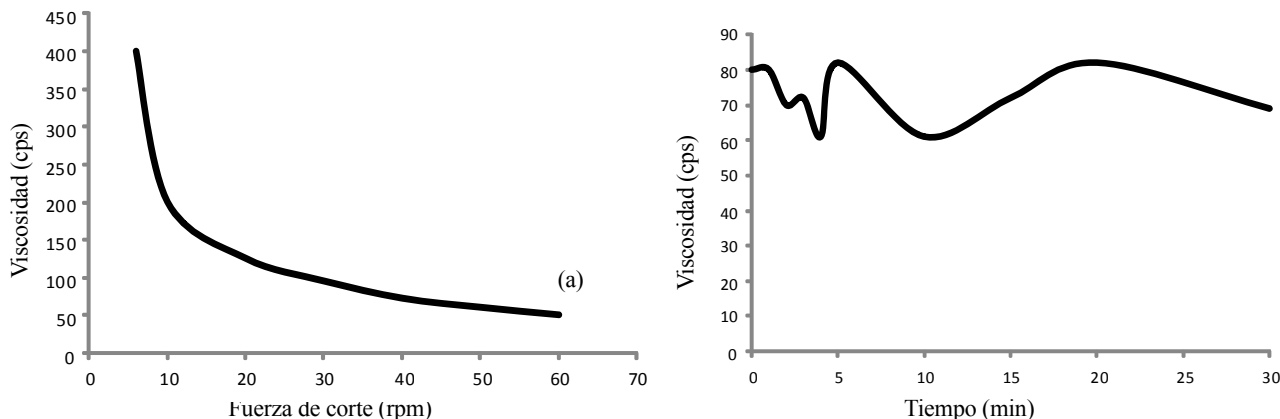 Viscosidad (cps)
450
400
350
300
250
200
150
100
50
0
(a)
0 10 20 30 40 50 60 70
Fuerza de corte (rpm)
Viscosidad (cps)
90
80
70
60
50
40
30
20
10
0
0 5 10 15 20 25 30
Tiempo (min)